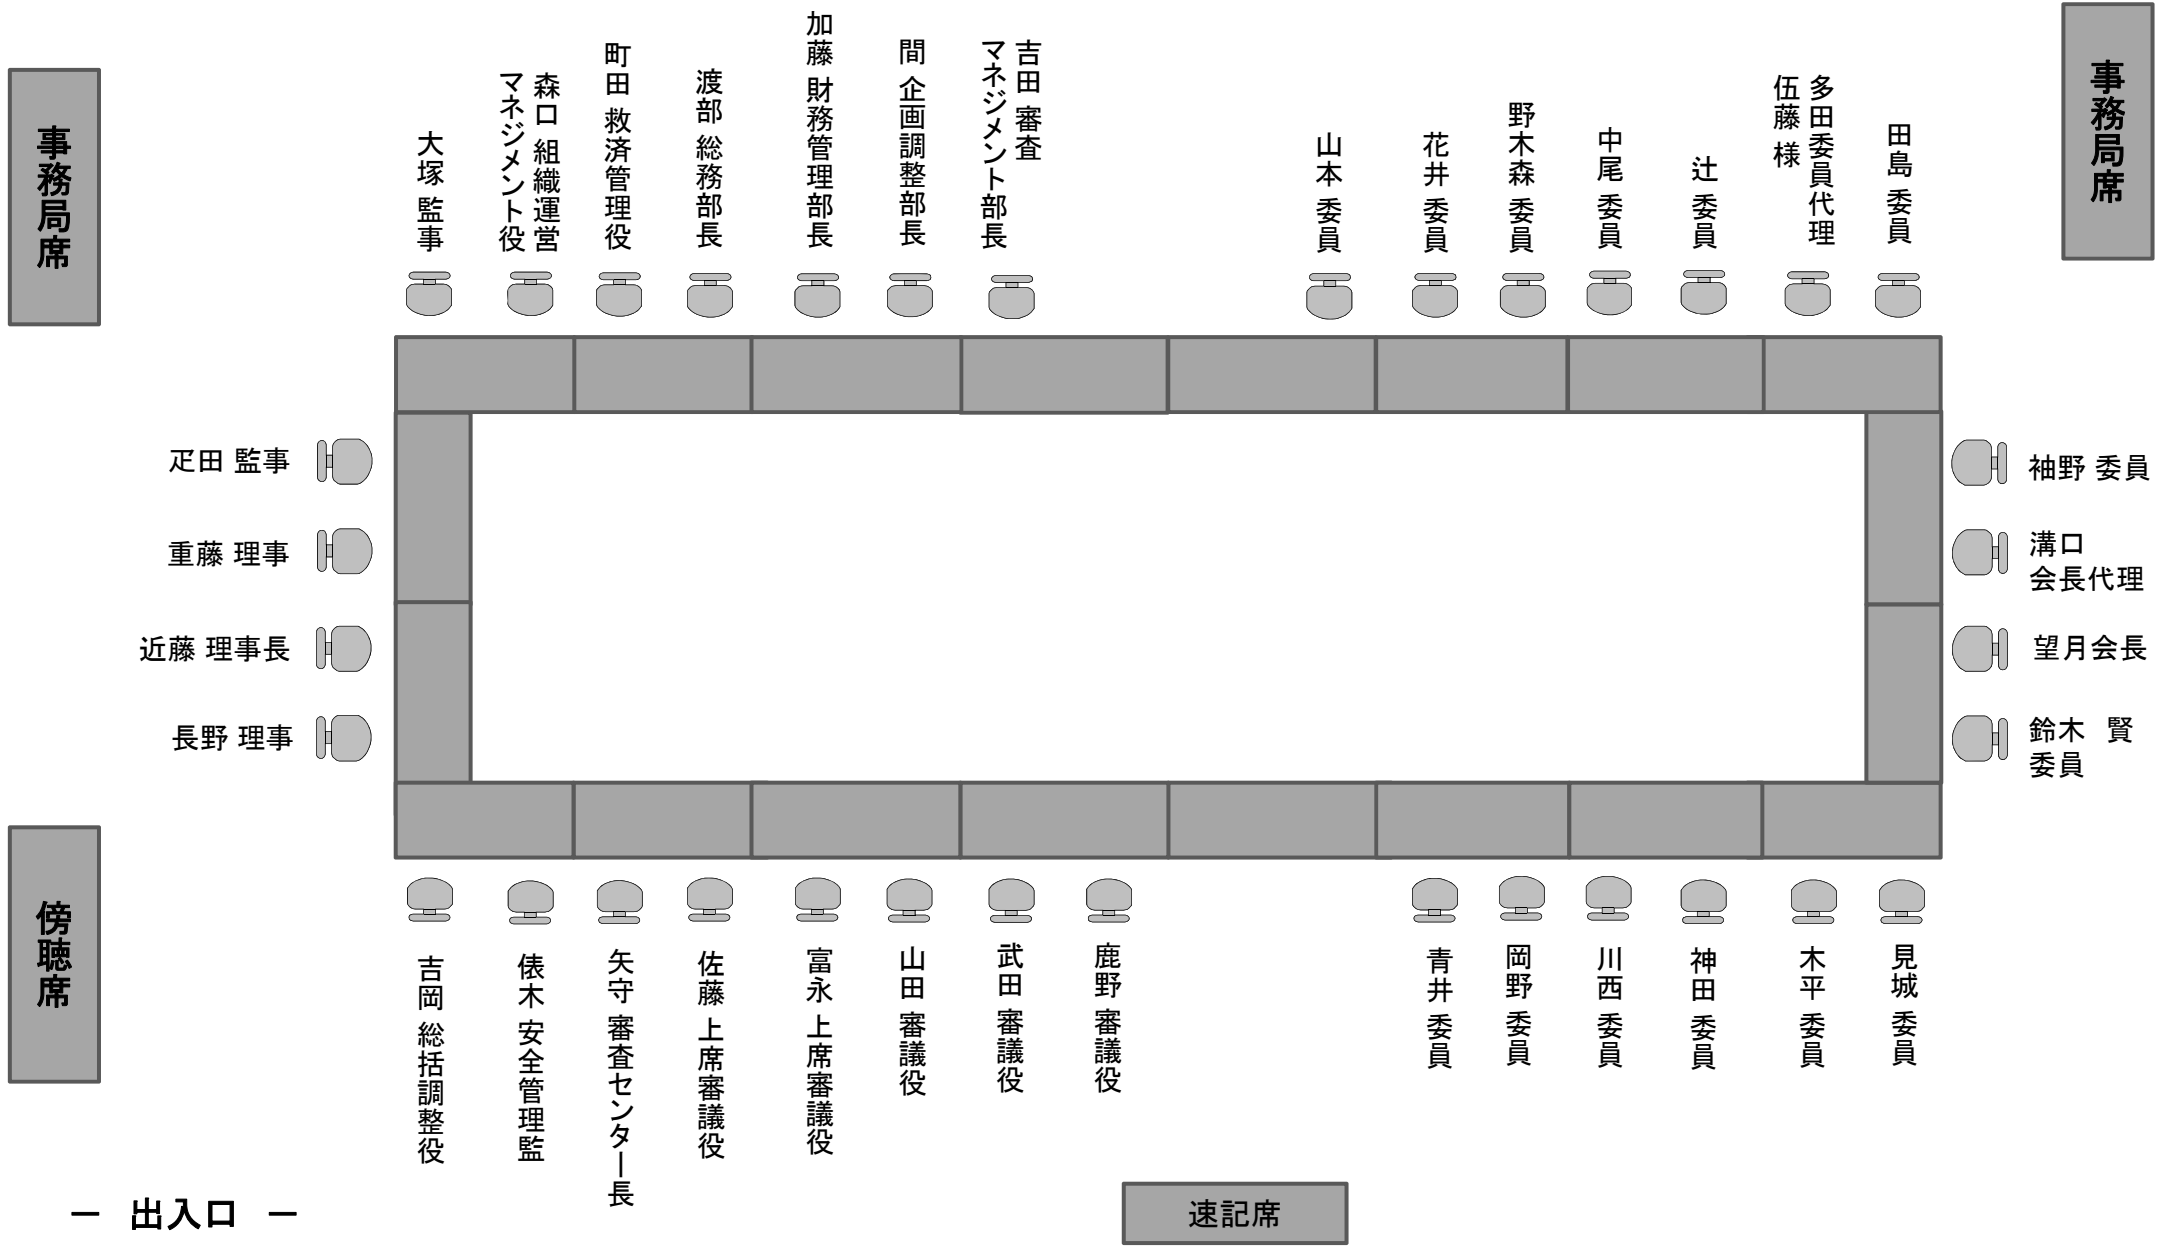 事務局席
大塚 監事
森口 組織運営
マネジメント役
町田 救済管理役
渡部 総務部長
加藤 財務管理部長
間 企画調整部長
吉田 審査
マネジメント部長
山本 委員
花井 委員
野木森 委員
中尾 委員
辻 委員
多田委員代理
伍藤 様
田島 委員
事務局席
疋田 監事
重藤 理事
近藤 理事長
長野 理事
袖野 委員
溝口
会長代理
望月会長
鈴木 賢
委員
傍聴席
吉岡 総括調整役
俵木 安全管理監
矢守 審査センター長
佐藤 上席審議役
富永 上席審議役
山田 審議役
武田 審議役
鹿野 審議役
青井 委員
岡野 委員
川西 委員
神田 委員
木平 委員
見城 委員
― 出入口 ―
速記席